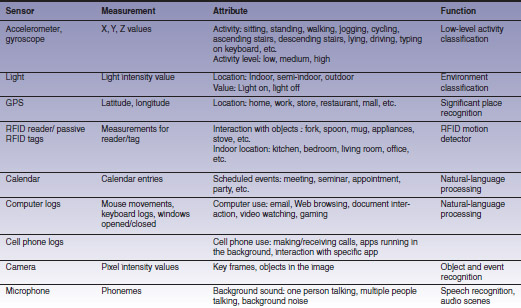 Sensor Measurement Attribute Function
Accelerometer, X, Y, Z values Activity: sitting, standing, walking, jogging, cycling, Low-level activity
gyroscope ascending stairs, descending stairs, lying, driving, typing classification
on keyboard, etc.
Activity level: low, medium, high
Light Light intensity value Location: Indoor, semi-indoor, outdoor Environment
Value: Light on, light off classification
GPS Latitude, longitude Location: home, work, store, restaurant, mall, etc. Significant place
recognition
RFID reader/ passive Measurements for Interaction with objects : fork, spoon, mug, appliances, RFID motion
RFID tags reader/tag stove, etc. detector
Indoor location: kitchen, bedroom, living room, office,
etc.
Calendar Calendar entries Scheduled events: meeting, seminar, appointment, Natural-language
party, etc. processing
Computer logs Mouse movements, Computer use: email, Web browsing, document inter- Natural-language
keyboard logs, windows action, video watching, gaming processing
opened/closed
Cell phone logs Cell phone use: making/receiving calls, apps running in
the background, interaction with specific app
Camera Pixel intensity values Key frames, objects in the image Object and event
recognition
Microphone Phonemes Background sound: one person talking, multiple people Speech recognition,
talking, background noise audio scenes